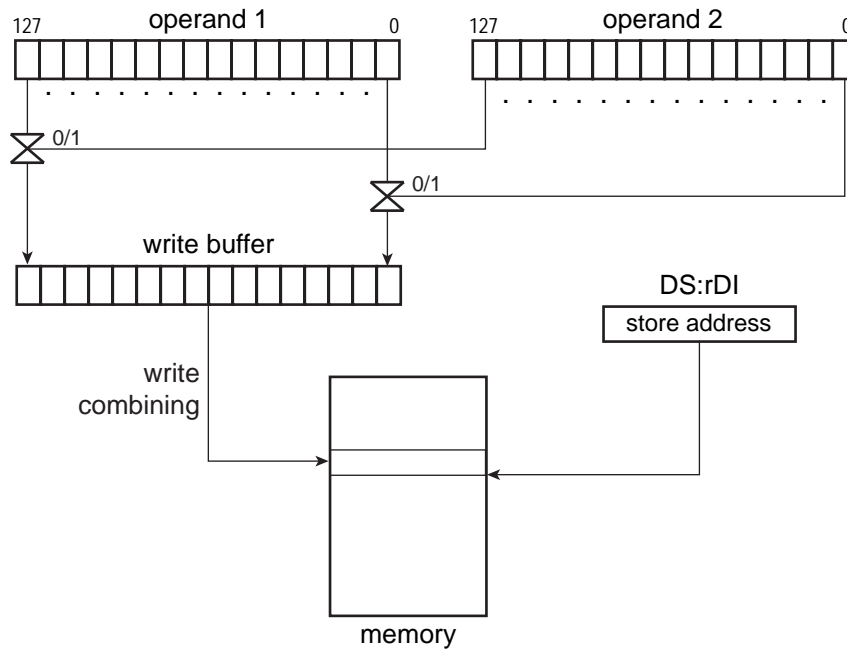 operand 1
operand 2
127
0
127
0
. . . . . . . . . . . . . .
. . . . . . . . . . . . . .
0/1
0/1
write buffer
DS:rDI
store address
write
combining
memory